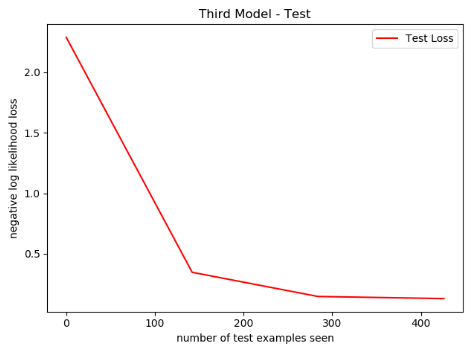 Third Model - Test
Test Loss
negative log likelihood loss
2.0
1.5
1.0
0.5
0 100 200 300 400
number of test examples seen